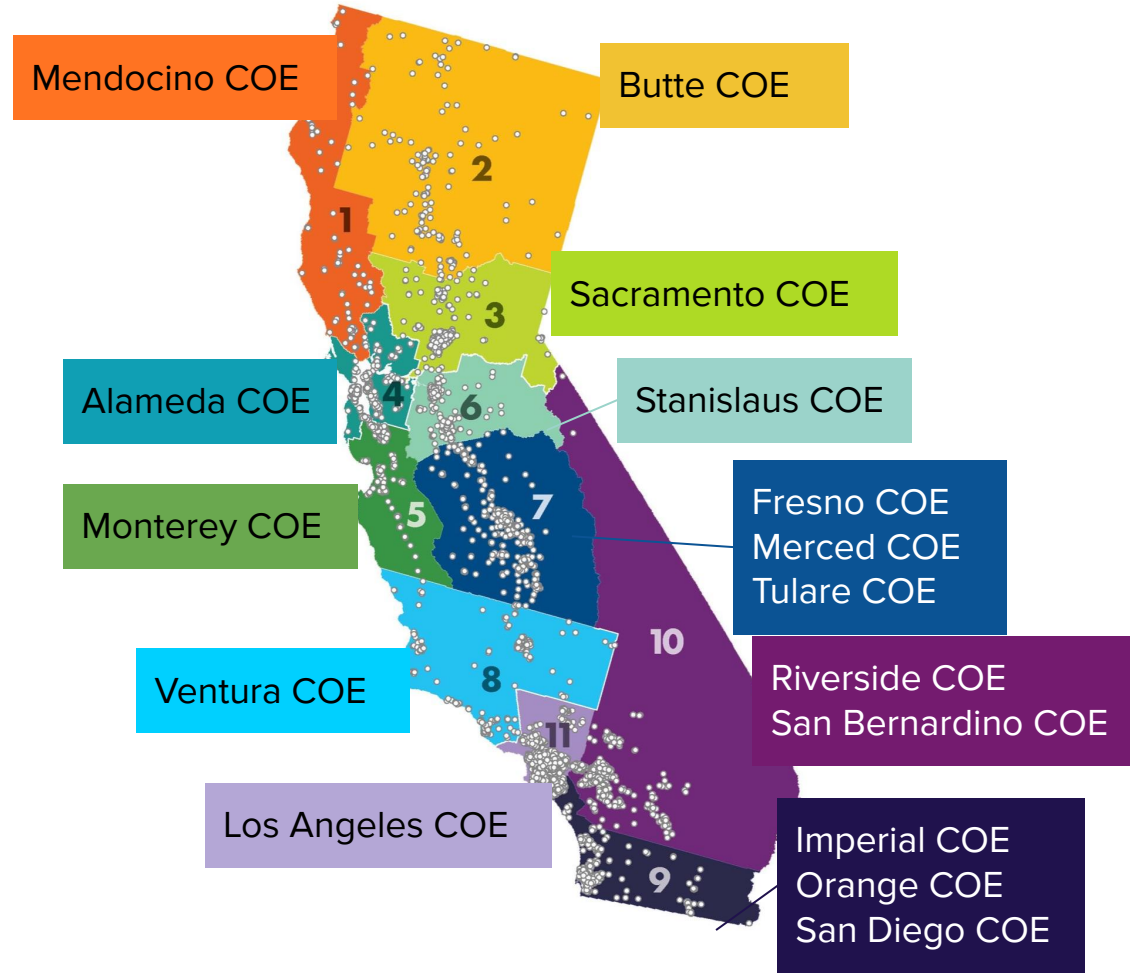 Mendocino COE
Butte COE
2
1
Sacramento COE
3
Alameda COE
4
6
Stanislaus COE
Monterey COE
5
7
Fresno COE
Merced COE
Tulare COE
10
Ventura COE
8
Riverside COE
San Bernardino COE
11
Los Angeles COE
9
Imperial COE
Orange COE
San Diego COE